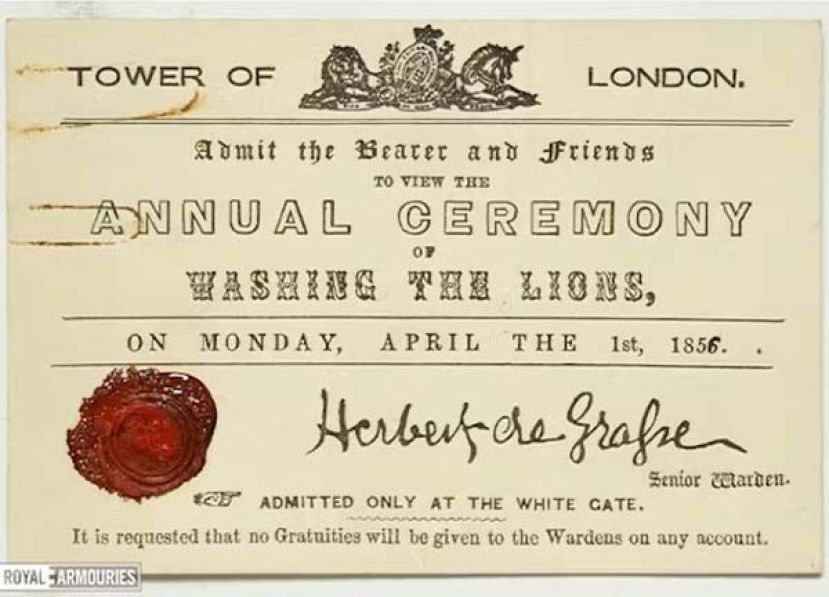 TOWER OF LONDON.
Admit the Bearer and Friends
TO VIEW THE
ANNUAL CEREMONY
OF
WASHING THE LIONS,
ON MONDAY, APRIL THE 1st, 1856. .
Herbert de Grasse
Senior Warden.
ADMITTED ONLY AT THE WHITE GATE.
It is requested that no Gratuities will be given to the Wardens on any account.
ROYAL ARMOURIES